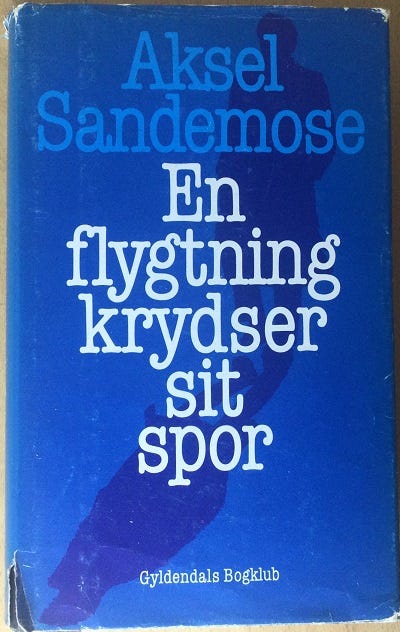 Aksel
Sandemose
En
flygtning
krydser
sit
spor
Gyldendals Bogklub